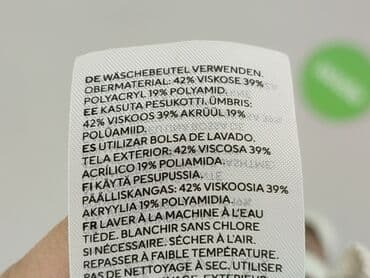 DE WÄSCHEBEUTEL VERWENDEN.
OBERMATERIAL: 42% VISKOSE 39%
POLYACRYL 19% POLYAMID.
EE KASUTA PESUKOTTI. ÜMBRIS:
42% VISKOOS 39% AKRÜÜL 19%
POLÜAMIID.
ES UTILIZAR BOLSA DE LAVADO.
TELA EXTERIOR: 42% VISCOSA 39%
ACRÍLICO 19% POLIAMIDA.
FI KÄYTÄ PESUPUSSIA.
PÄÄLLISKANGAS: 42% VISKOOSIA 39%
AKRYYLIA 19% POLYAMIDIA.
FR LAVER À LA MACHINE À L'EAU
TIÈDE. BLANCHIR SANS CHLORE
SI NÉCESSAIRE. SÉCHER À L'AIR.
REPASSER À FAIBLE TEMPÉRATURE.
PAS DE NETTOYAGE À SEC. UTILISER